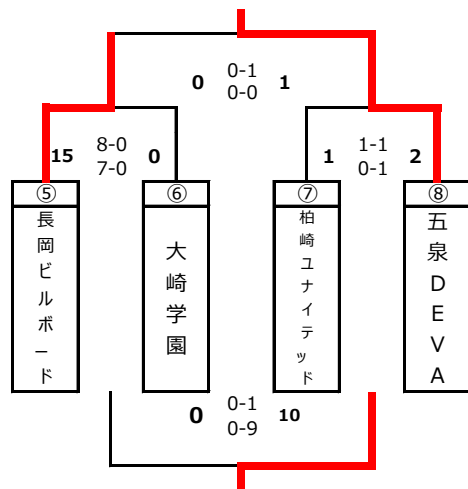 0 0-1 1
0-0
15 8-0 0
7-0
1 1-1 2
0-1
⑤ ⑥ ⑦ ⑧
長岡ビルボード
大崎学園
柏崎ユナイテッド
五泉DEVA
0 0-1 10
0-9